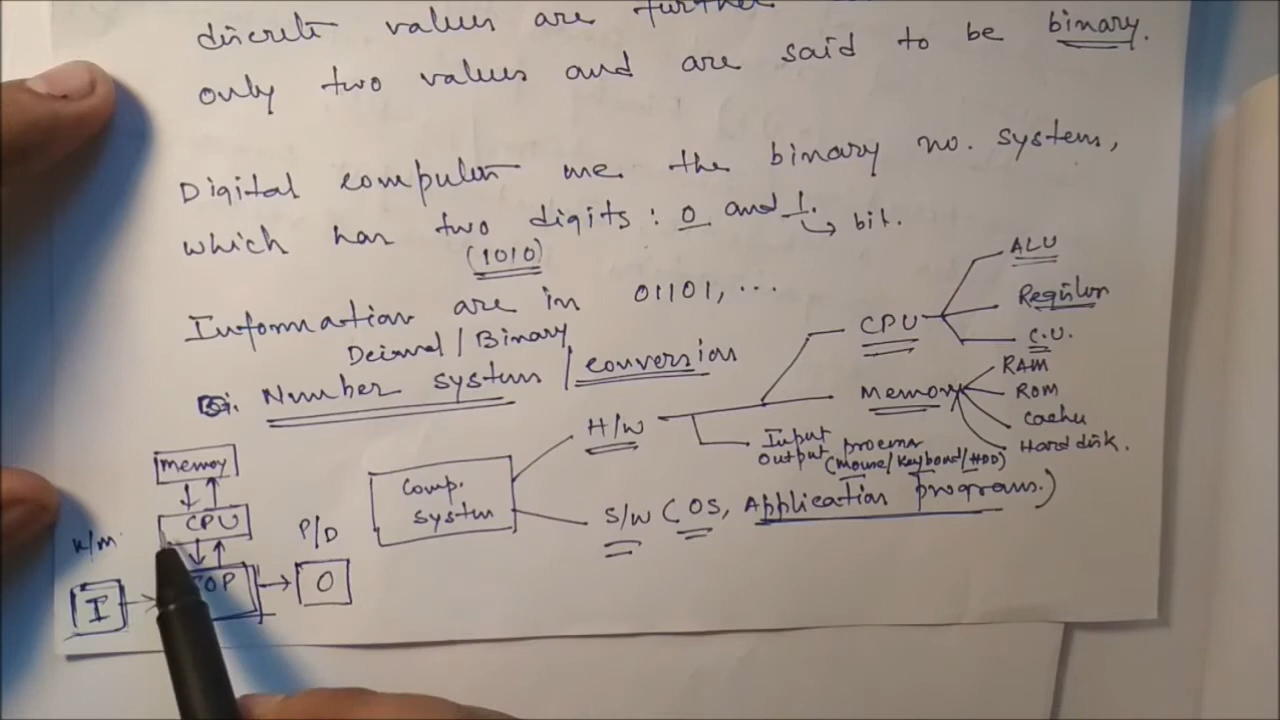 discrete values are further
only two values and are said to be binary.
Digital computer use the binary no. system,
which has two digits : 0 and 1.
bit.
(1010)
Information are in 01101, ...
Decimal / Binary
Number system / conversion
ALU
CPU
C.U.
RAM
Memory
ROM
Cache
Hard disk.
H/W
Input
Output process
(Mouse/Keyboard/HDD)
Comp.
system
S/W (OS, Application programs.)
memory
CPU
K/m.
P/D
IOP
O
I